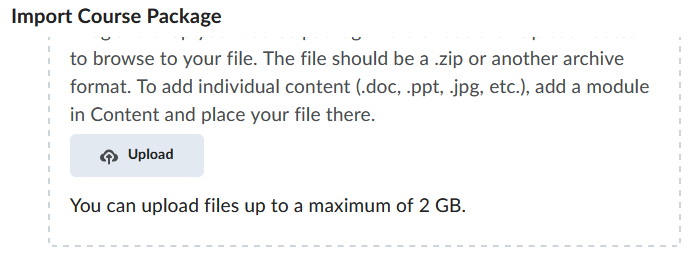 Import Course Package
to browse to your file. The file should be a .zip or another archive
format. To add individual content (.doc, .ppt, .jpg, etc.), add a module
in Content and place your file there.
Upload
You can upload files up to a maximum of 2 GB.